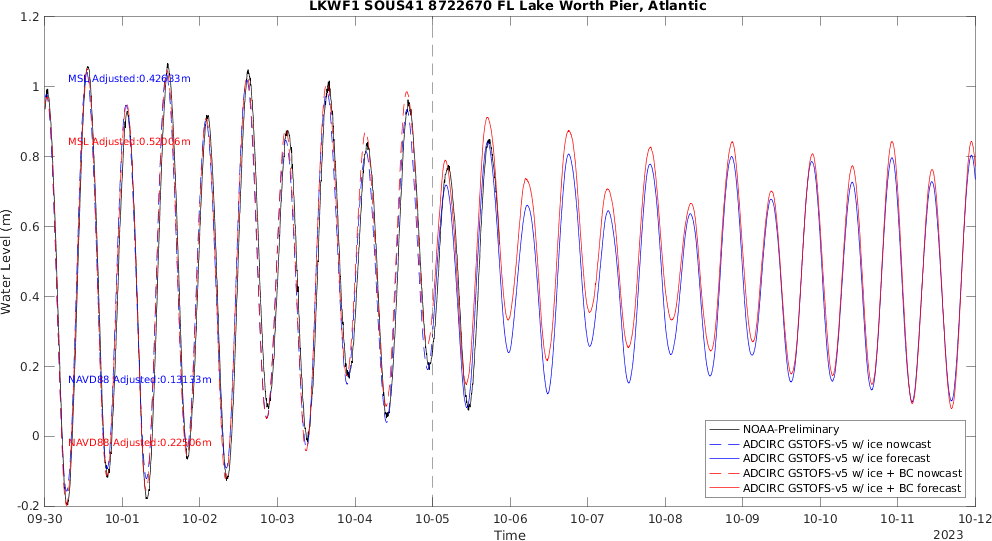 LKWF1 SOUS41 8722670 FL Lake Worth Pier, Atlantic
Water Level (m)
1.2
1
0.8
0.6
0.4
0.2
0
-0.2
MSL Adjusted:0.42633m
MSL Adjusted:0.52006m
NAVD88 Adjusted:0.13133m
NAVD88 Adjusted:0.22506m
NOAA-Preliminary
ADCIRC GSTOFS-v5 w/ ice nowcast
ADCIRC GSTOFS-v5 w/ ice forecast
ADCIRC GSTOFS-v5 w/ ice + BC nowcast
ADCIRC GSTOFS-v5 w/ ice + BC forecast
09-30 10-01 10-02 10-03 10-04 10-05 10-06 10-07 10-08 10-09 10-10 10-11 10-12
Time
2023